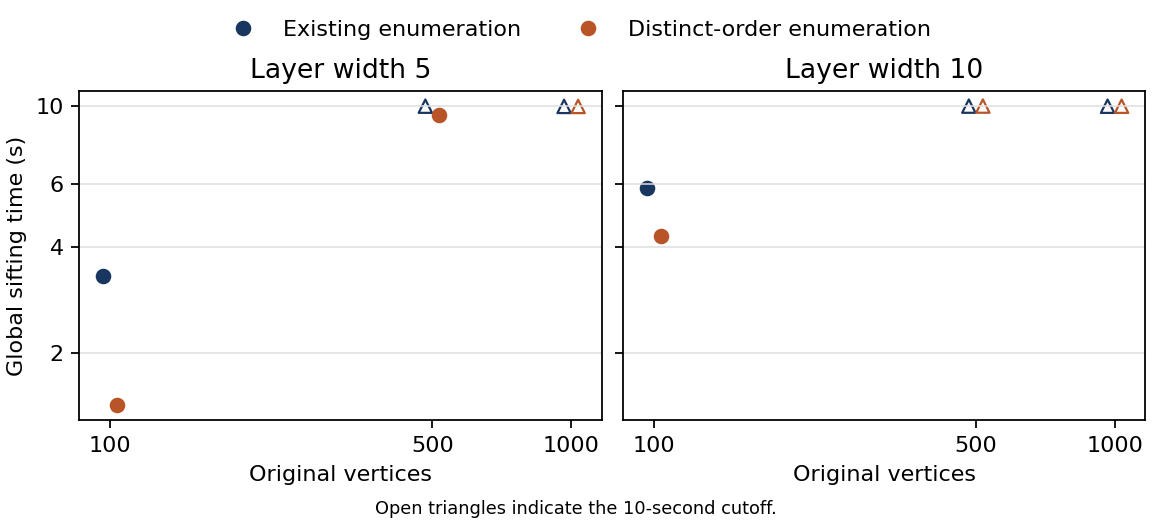 Existing enumeration
Distinct-order enumeration
Layer width 5
Layer width 10
Global sifting time (s)
10
6
4
2
100
500
1000
100
500
1000
Original vertices
Original vertices
Open triangles indicate the 10-second cutoff.